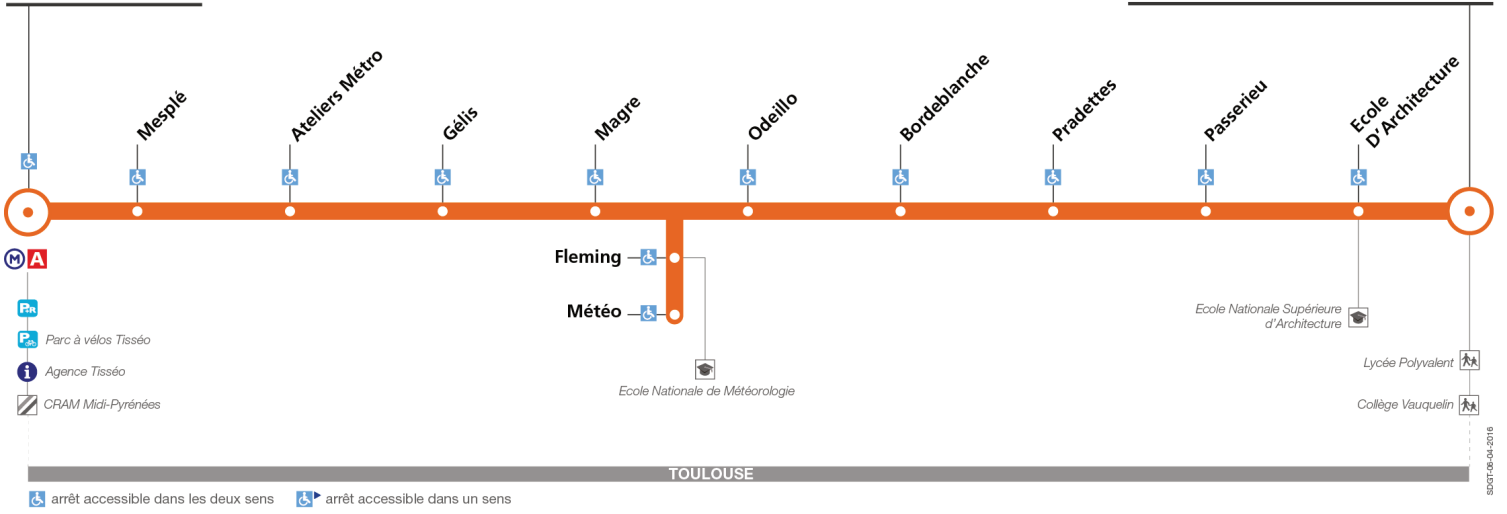 Mesplé
Ateliers Métro
Gélis
Magre
Odeillo
Bordeblanche
Pradettes
Passerieu
Ecole
D'Architecture
M A
Fleming
Météo
P+R
P
Parc à vélos Tisséo
i
Agence Tisséo
CRAM Midi-Pyrénées
Ecole Nationale de Météorologie
Ecole Nationale Supérieure
d'Architecture
Lycée Polyvalent
Collège Vauquelin
SDGT-06-04-2016
TOULOUSE
arrêt accessible dans les deux sens
arrêt accessible dans un sens